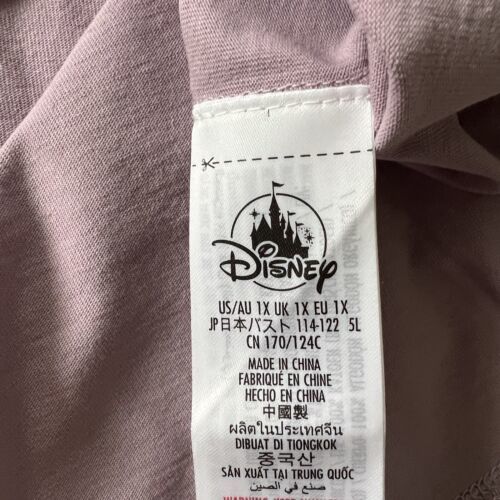 Disney
US/AU 1X UK 1X EU 1X
JP日本バスト 114-122 5L
CN 170/124C
MADE IN CHINA
FABRIQUÉ EN CHINE
HECHO EN CHINA
中國製
ผลิตในประเทศจีน
DIBUAT DI TIONGKOK
중국산
صنع في الصين
SẢN XUẤT TẠI TRUNG QUỐC